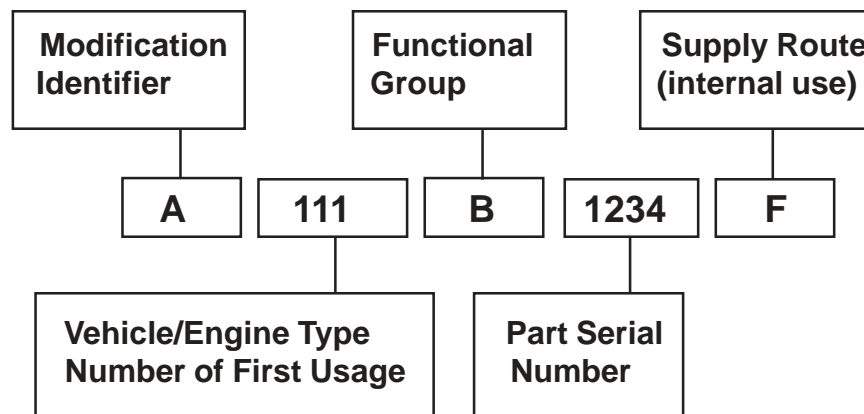 Modification
Identifier
Functional
Group
Supply Route
(internal use)
A 111 B 1234 F
Vehicle/Engine Type
Number of First Usage
Part Serial
Number